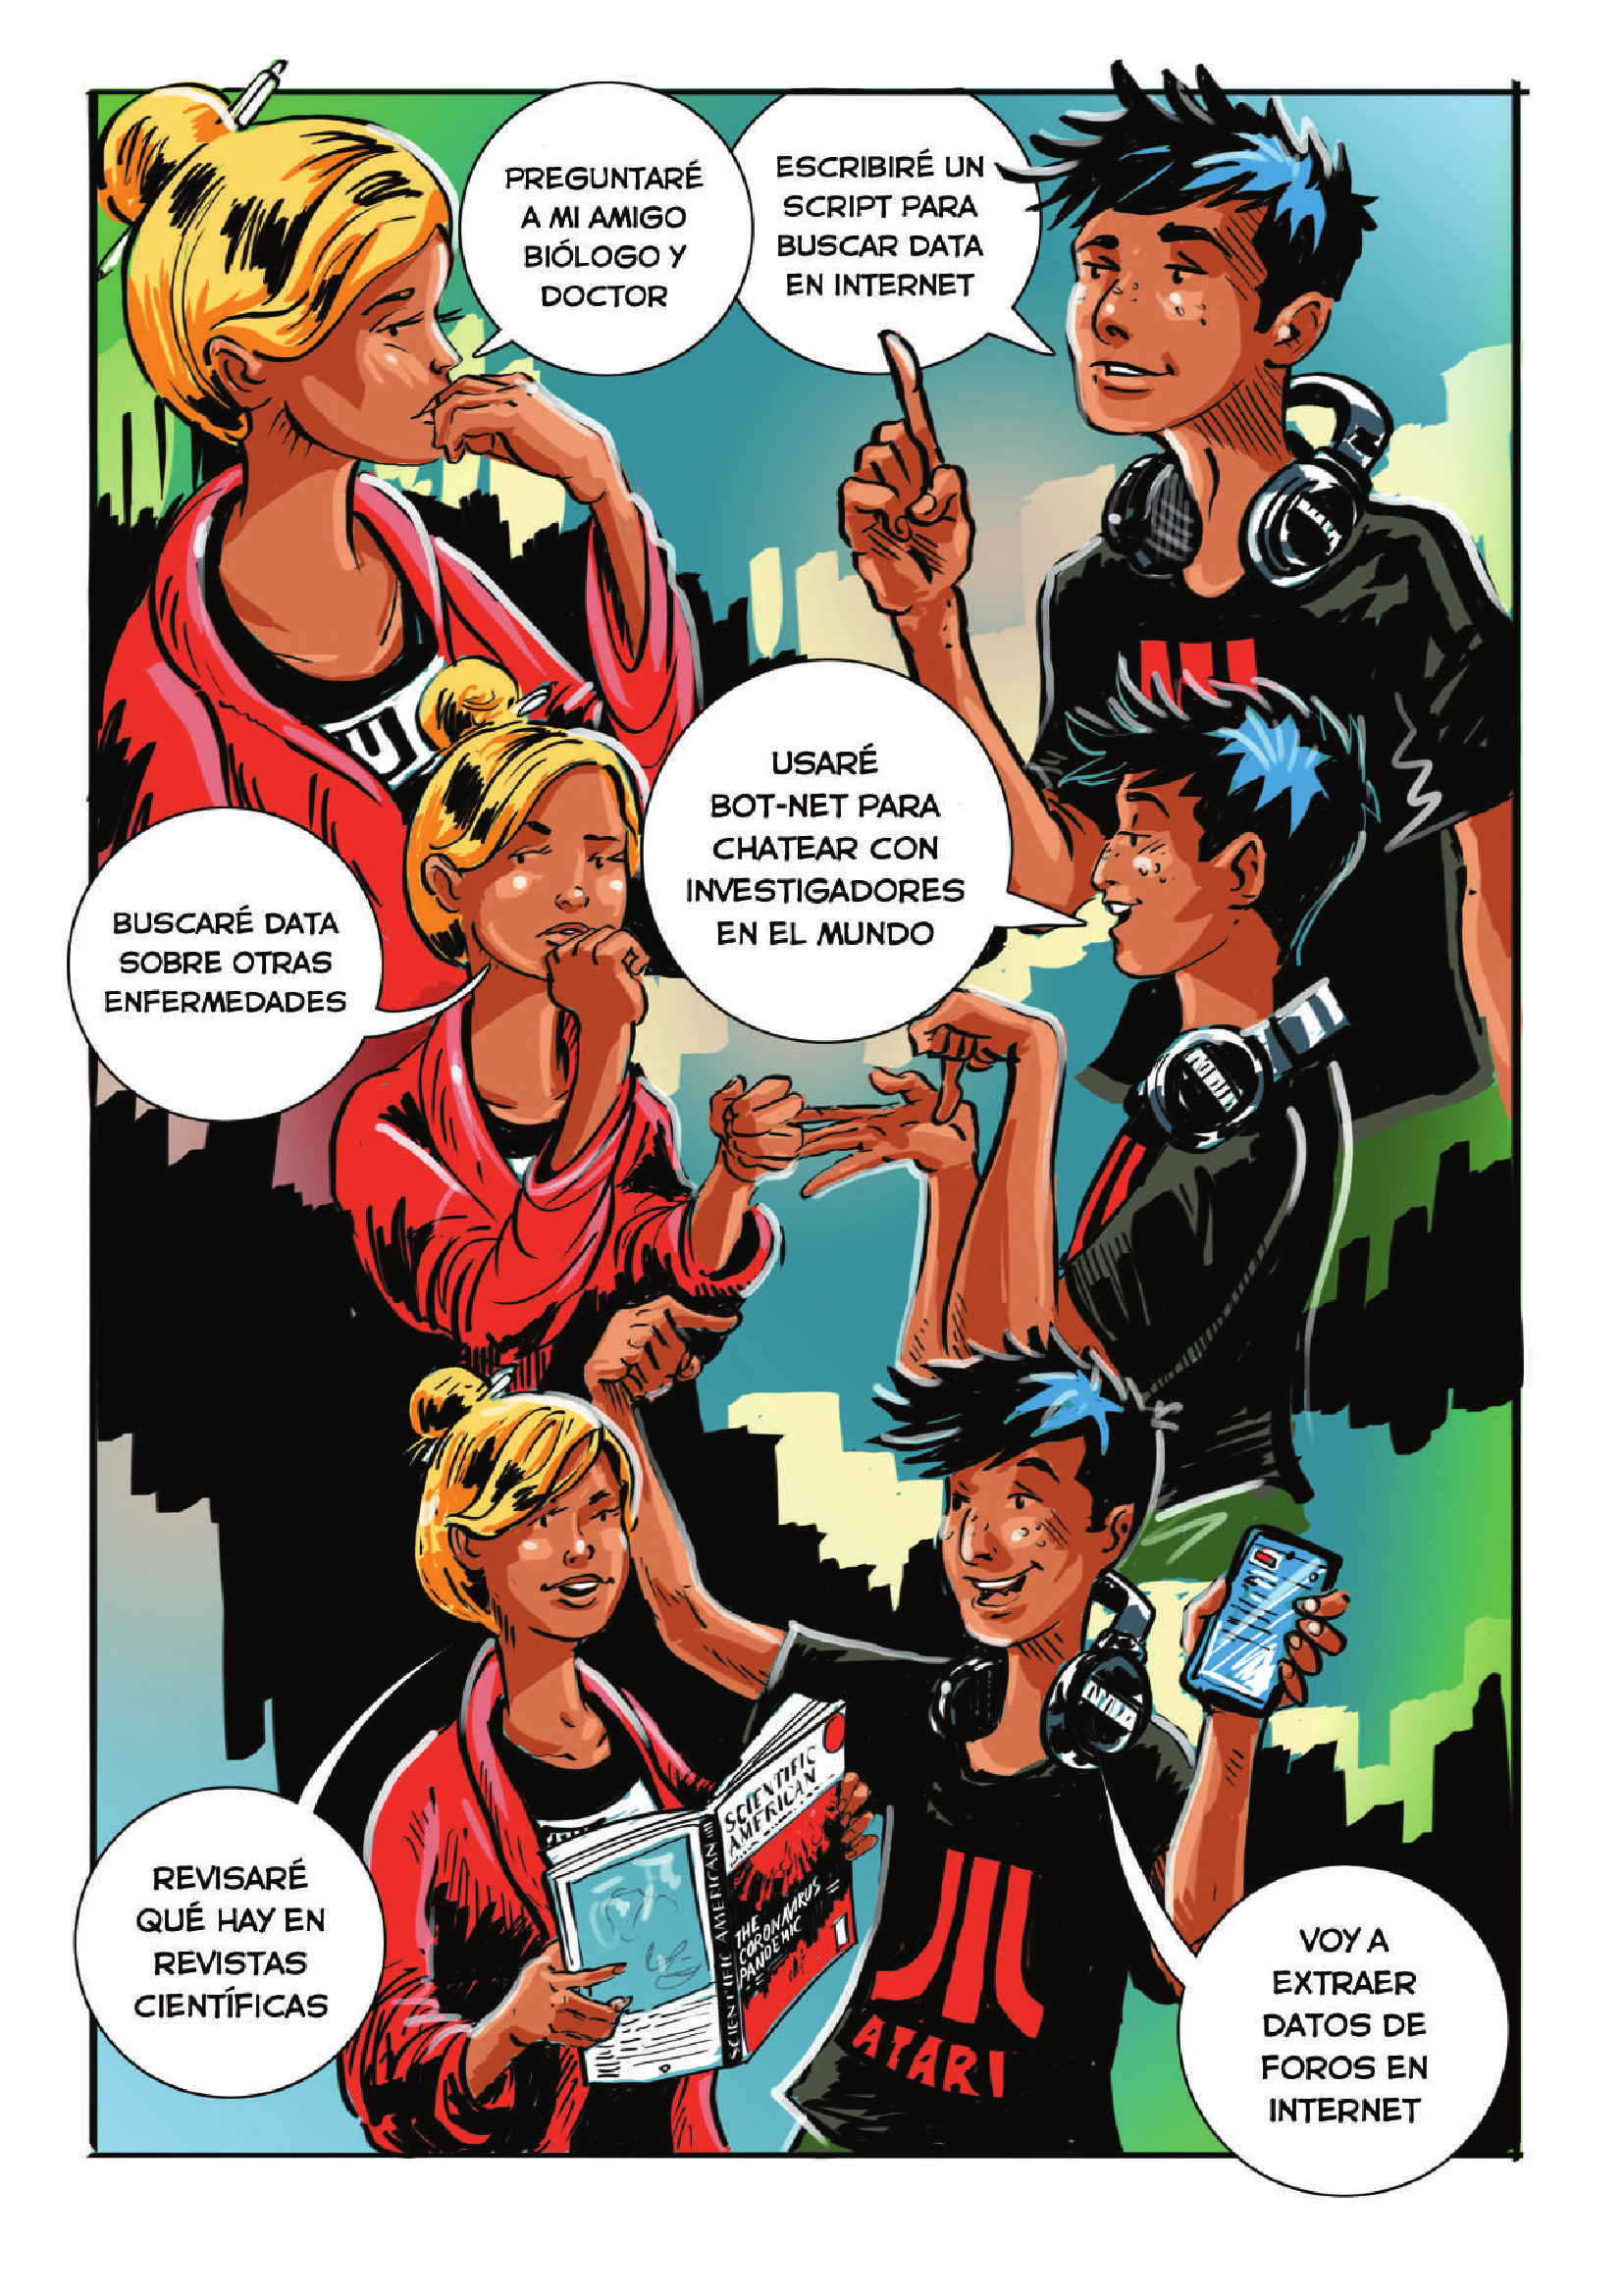 PREGUNTARÉ
A MI AMIGO
BIÓLOGO Y
DOCTOR
ESCRIBIRÉ UN
SCRIPT PARA
BUSCAR DATA
EN INTERNET
USARÉ
BOT-NET PARA
CHATEAR CON
INVESTIGADORES
EN EL MUNDO
BUSCARÉ DATA
SOBRE OTRAS
ENFERMEDADES
REVISARÉ
QUÉ HAY EN
REVISTAS
CIENTÍFICAS
SCIENTIFIC AMERICAN
SCIENTIFIC
AMERICAN
THE
CORONAVIRUS
PANDEMIC
ATARI
VOY A
EXTRAER
DATOS DE
FOROS EN
INTERNET